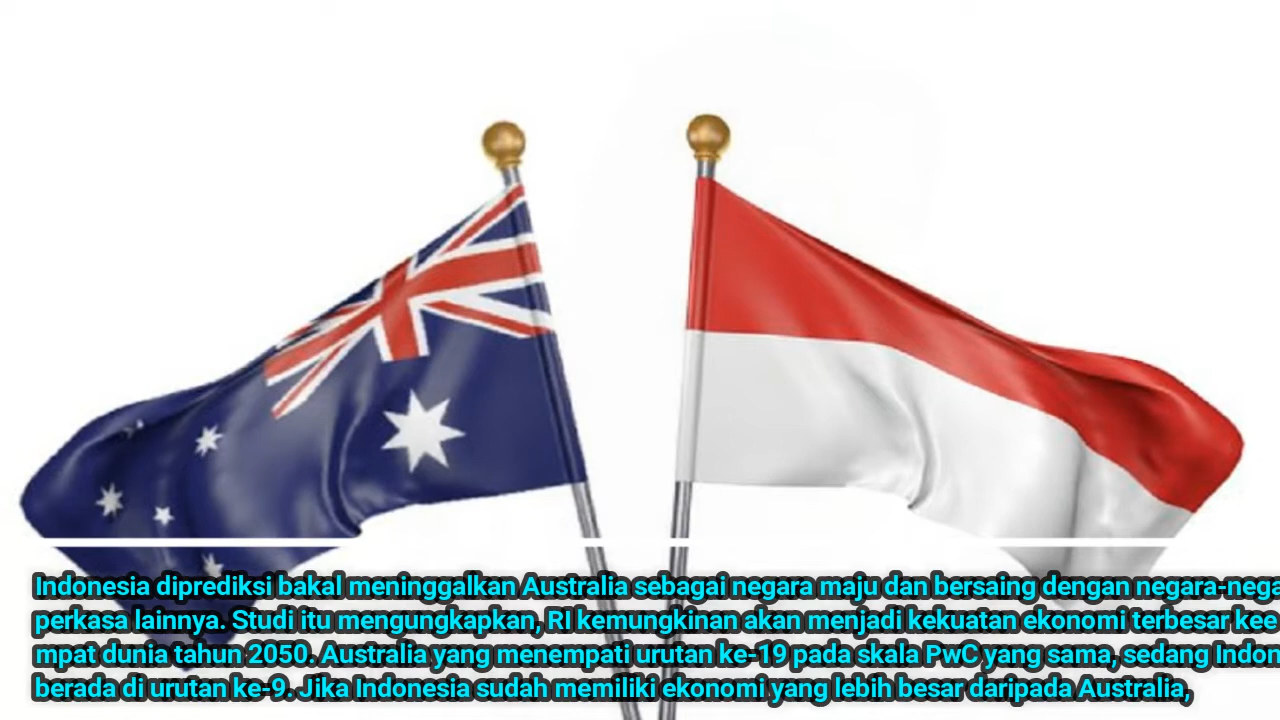 Indonesia diprediksi bakal meninggalkan Australia sebagai negara maju dan bersaing dengan negara-nega
perkasa lainnya. Studi itu mengungkapkan, RI kemungkinan akan menjadi kekuatan ekonomi terbesar kee
mpat dunia tahun 2050. Australia yang menempati urutan ke-19 pada skala PwC yang sama, sedang Indon
berada di urutan ke-9. Jika Indonesia sudah memiliki ekonomi yang lebih besar daripada Australia,